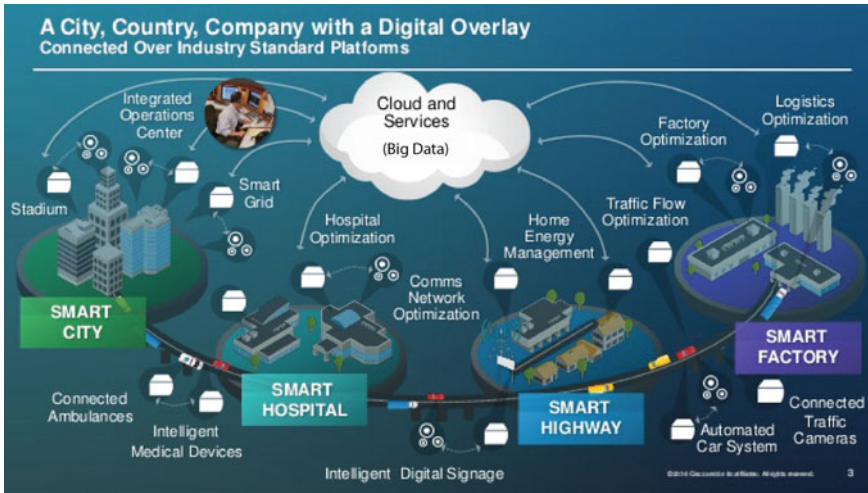 A City, Country, Company with a Digital Overlay
Connected Over Industry Standard Platforms
Integrated
Operations
Center
Cloud and
Services
(Big Data)
Logistics
Optimization
Factory
Optimization
Stadium
Smart
Grid
Hospital
Optimization
Home
Energy
Management
Traffic Flow
Optimization
Comms
Network
Optimization
SMART
CITY
SMART
HOSPITAL
SMART
HIGHWAY
SMART
FACTORY
Connected
Ambulances
Intelligent
Medical Devices
Intelligent Digital Signage
Automated
Car System
Connected
Traffic
Cameras
All rights reserved.
3